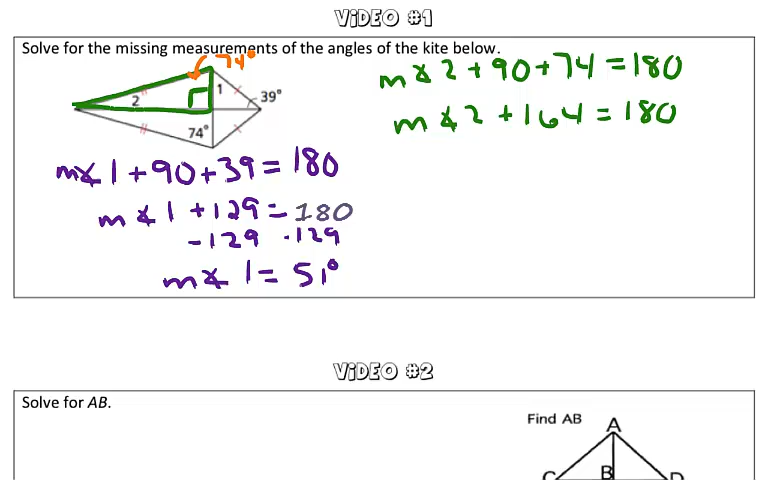 ViDEO #1
Solve for the missing measurements of the angles of the kite below.
74°
1
2
39°
74°
m∡1+90+39=180
m∡1+129=180
-129 -129
m∡1=51°
m∡2+90+74=180
m∡2+164=180
ViDEO #2
Solve for AB.
Find AB
A
B
C
D